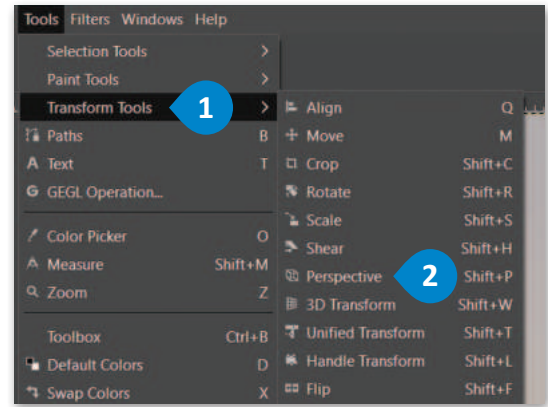 Tools Filters Windows Help
Selection Tools >
Paint Tools >
Transform Tools 1 >
Paths B
A Text T
G GEGL Operation...
Color Picker O
Measure Shift+M
Zoom Z
Toolbox Ctrl+B
Default Colors D
Swap Colors X
Align Q
Move M
Crop Shift+C
Rotate Shift+R
Scale Shift+S
Shear Shift+H
Perspective 2 Shift+P
3D Transform Shift+W
Unified Transform Shift+T
Handle Transform Shift+L
Flip Shift+F